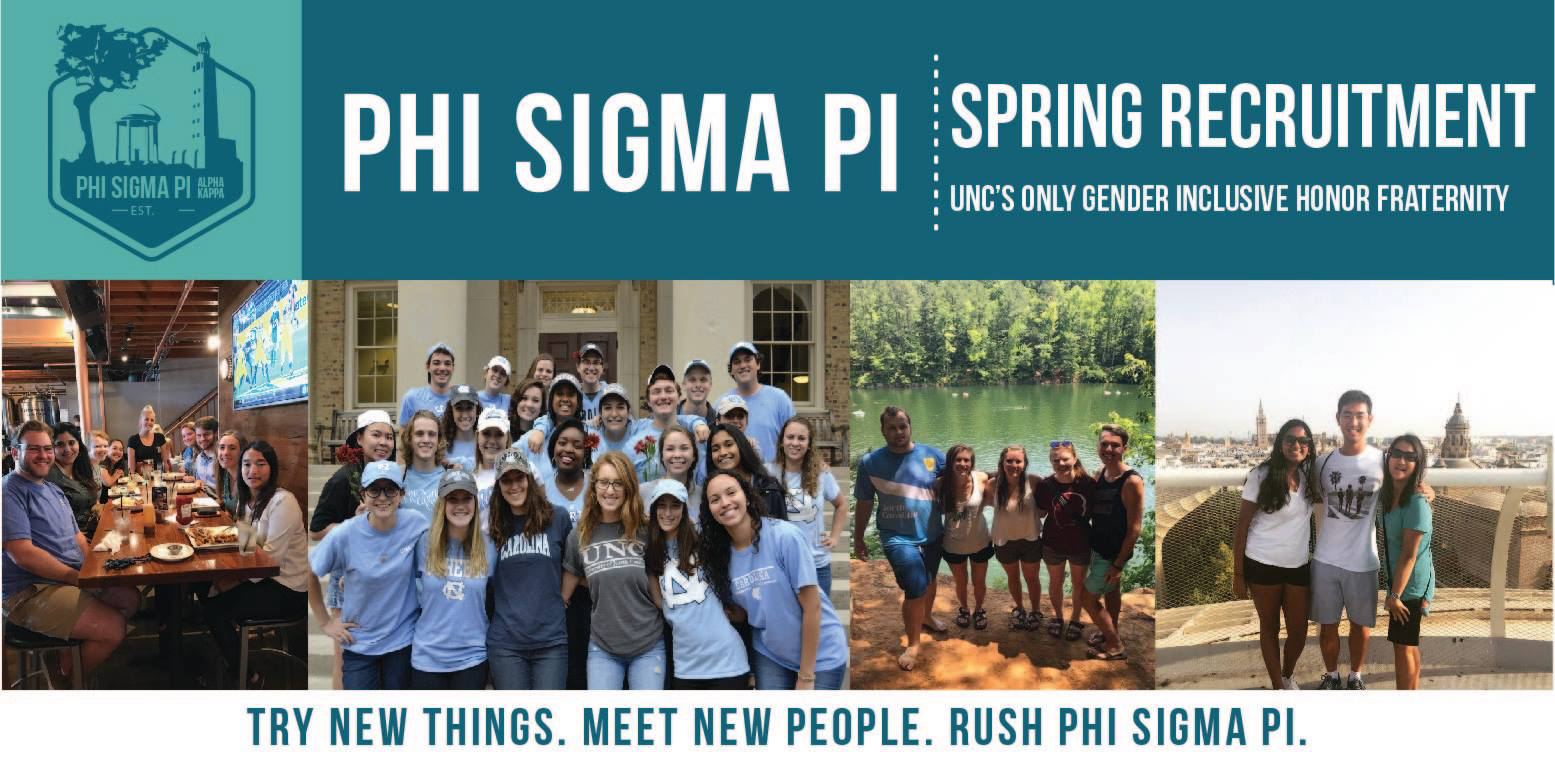 PHI SIGMA PI ALPHA KAPPA
EST.
PHI SIGMA PI
SPRING RECRUITMENT
UNC'S ONLY GENDER INCLUSIVE HONOR FRATERNITY
CAROLINA
UNC
TRY NEW THINGS. MEET NEW PEOPLE. RUSH PHI SIGMA PI.